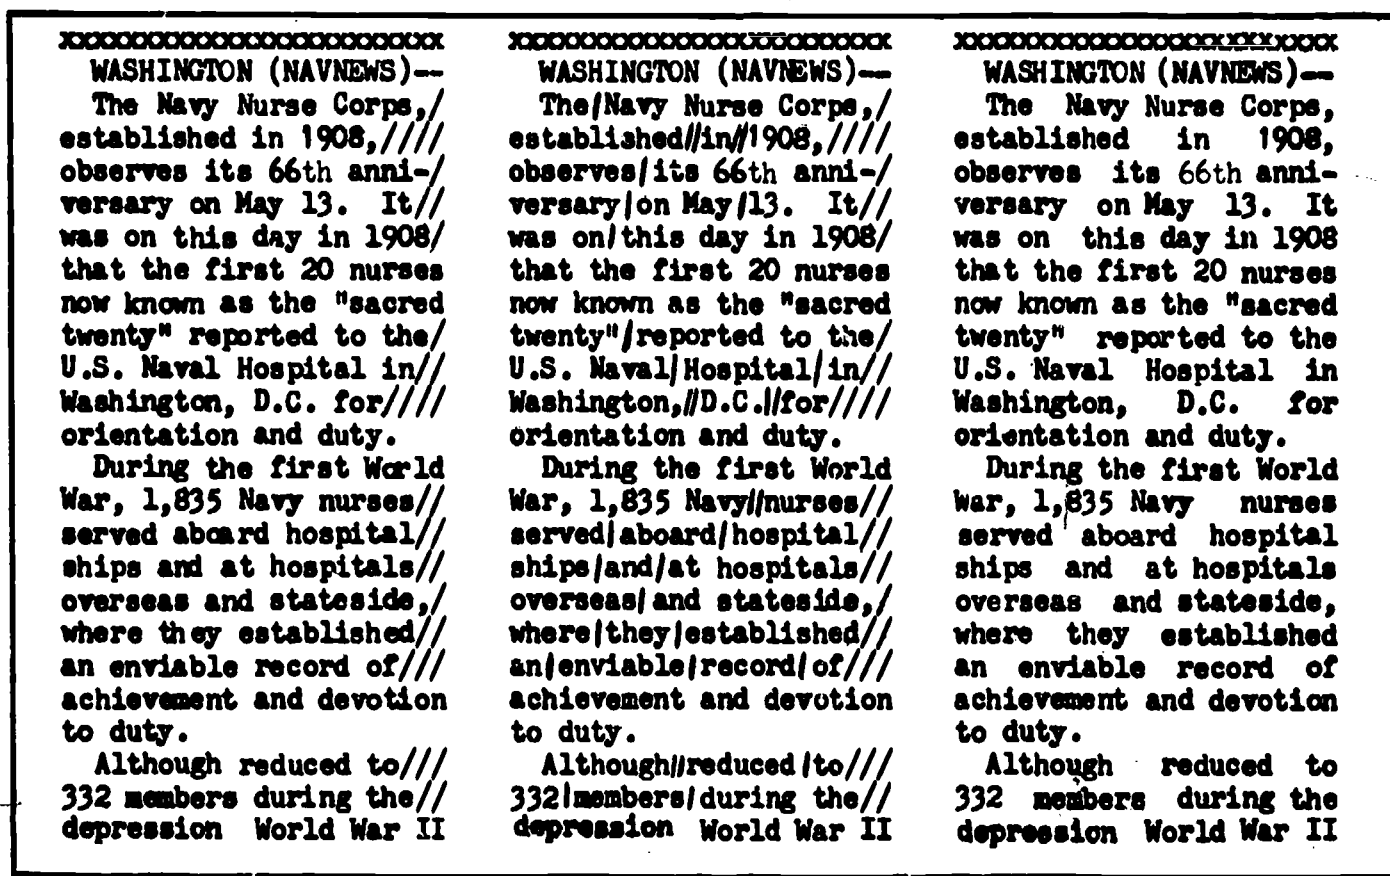 xxxxxxxxxxxxxxxxxxxxxxxxxx
WASHINGTON (NAVNEWS)--
The Navy Nurse Corps,/
established in 1908,////
observes its 66th anni-/
versary on May 13. It//
was on this day in 1908/
that the first 20 nurses
now known as the "sacred
twenty" reported to the/
U.S. Naval Hospital in//
Washington, D.C. for////
orientation and duty.
During the first World
War, 1,835 Navy nurses//
served aboard hospital//
ships and at hospitals//
overseas and stateside,/
where they established//
an enviable record of///
achievement and devotion
to duty.
Although reduced to///
332 members during the//
depression World War II
xxxxxxxxxxxxxxxxxxxxxxxxxx
WASHINGTON (NAVNEWS)--
The/Navy Nurse Corps,/
established//in//1908,////
observes/its 66th anni-/
versary/on May/13. It//
was on/this day in 1908/
that the first 20 nurses
now known as the "sacred
twenty"/reported to the/
U.S. Naval/Hospital/in//
Washington,//D.C.//for////
orientation and duty.
During the first World
War, 1,835 Navy//nurses//
served/aboard/hospital//
ships/and/at hospitals//
overseas/and stateside,/
where/they/established//
an/enviable/record/of///
achievement and devotion
to duty.
Although//reduced/to///
332/members/during the//
depression World War II
xxxxxxxxxxxxxxxxxxxxxxxxxx
WASHINGTON (NAVNEWS)--
The Navy Nurse Corps,
established in 1908,
observes its 66th anni-
versary on May 13. It
was on this day in 1908
that the first 20 nurses
now known as the "sacred
twenty" reported to the
U.S. Naval Hospital in
Washington, D.C. for
orientation and duty.
During the first World
War, 1,835 Navy nurses
served aboard hospital
ships and at hospitals
overseas and stateside,
where they established
an enviable record of
achievement and devotion
to duty.
Although reduced to
332 members during the
depression World War II